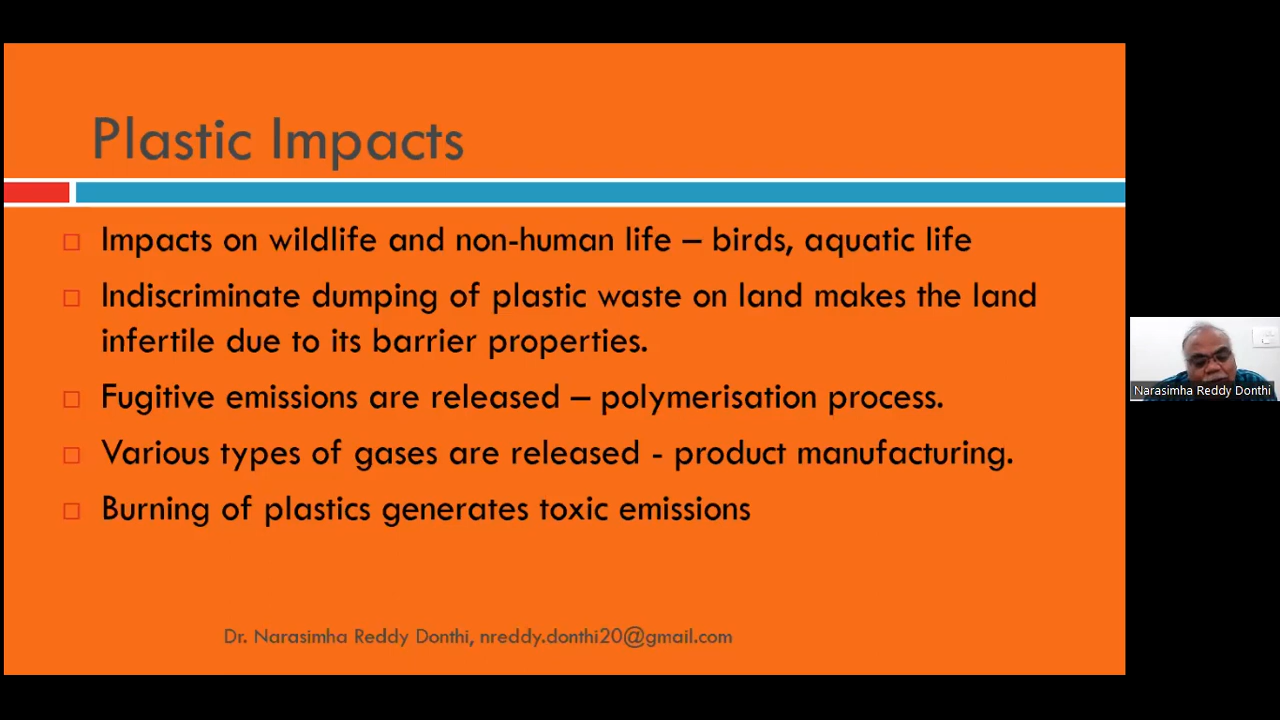 Plastic Impacts
Impacts on wildlife and non-human life – birds, aquatic life
Indiscriminate dumping of plastic waste on land makes the land
infertile due to its barrier properties.
Fugitive emissions are released – polymerisation process.
Various types of gases are released - product manufacturing.
Burning of plastics generates toxic emissions
Dr. Narasimha Reddy Donthi, nreddy.donthi20@gmail.com
Narasimha Reddy Donthi